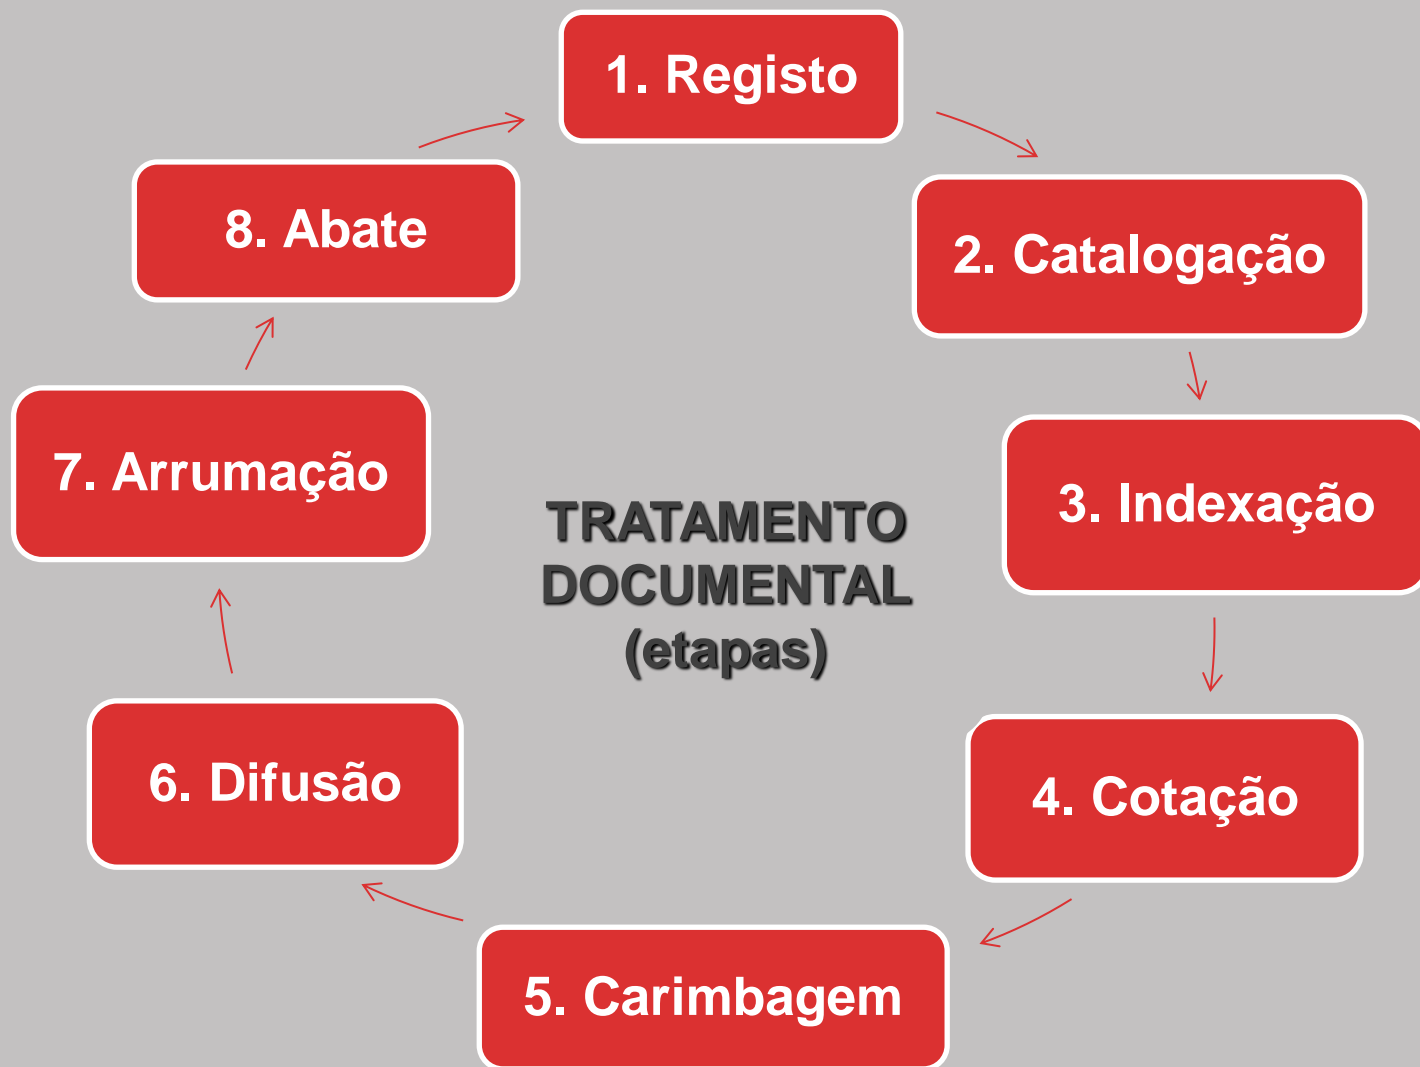 1. Registo
2. Catalogação
3. Indexação
4. Cotação
5. Carimbagem
6. Difusão
7. Arrumação
8. Abate
TRATAMENTO
DOCUMENTAL
(etapas)